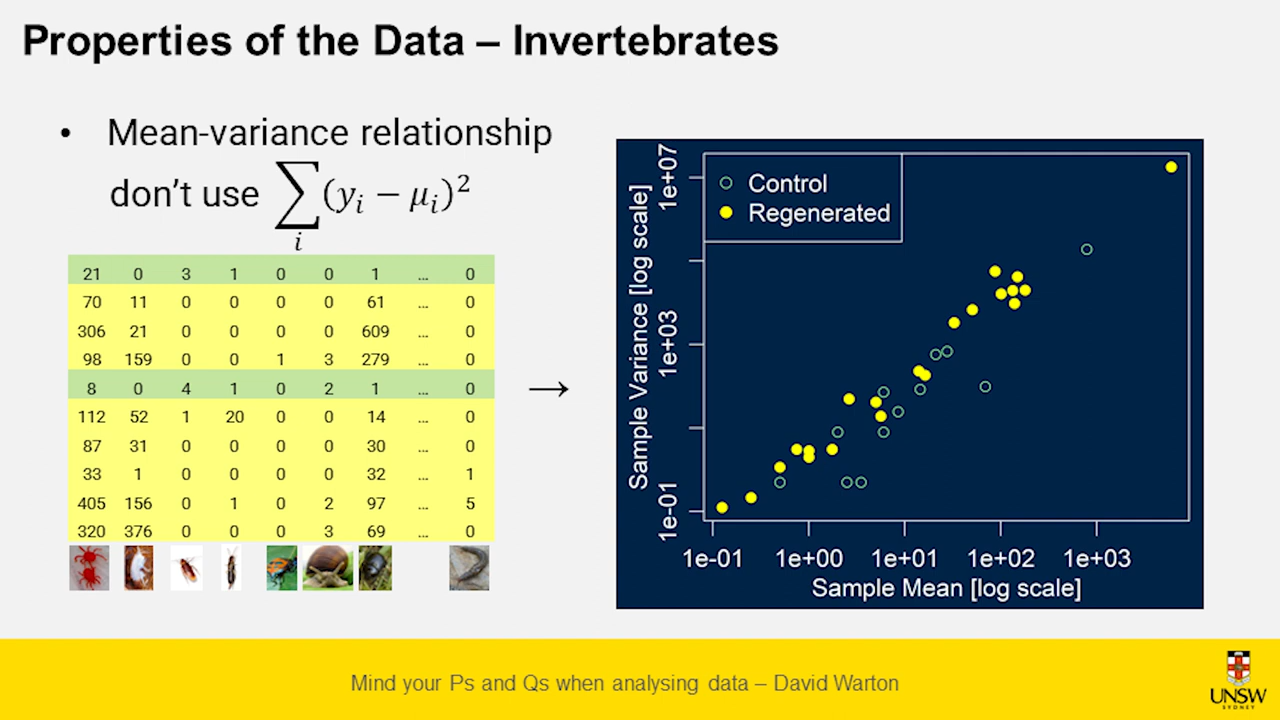 Properties of the Data – Invertebrates
• Mean-variance relationship
don't use ∑i (yi − μi)²
21 0 3 1 0 0 1 ... 0
70 11 0 0 0 0 61 ... 0
306 21 0 0 0 0 609 ... 0
98 159 0 0 1 3 279 ... 0
8 0 4 1 0 2 1 ... 0
112 52 1 20 0 0 14 ... 0
87 31 0 0 0 0 30 ... 0
33 1 0 0 0 0 32 ... 1
405 156 0 1 0 2 97 ... 5
320 376 0 0 0 3 69 ... 0
→
Control
Regenerated
Sample Variance [log scale]
1e+07
1e+03
1e-01
1e-01 1e+00 1e+01 1e+02 1e+03
Sample Mean [log scale]
Mind your Ps and Qs when analysing data – David Warton
UNSW
SYDNEY